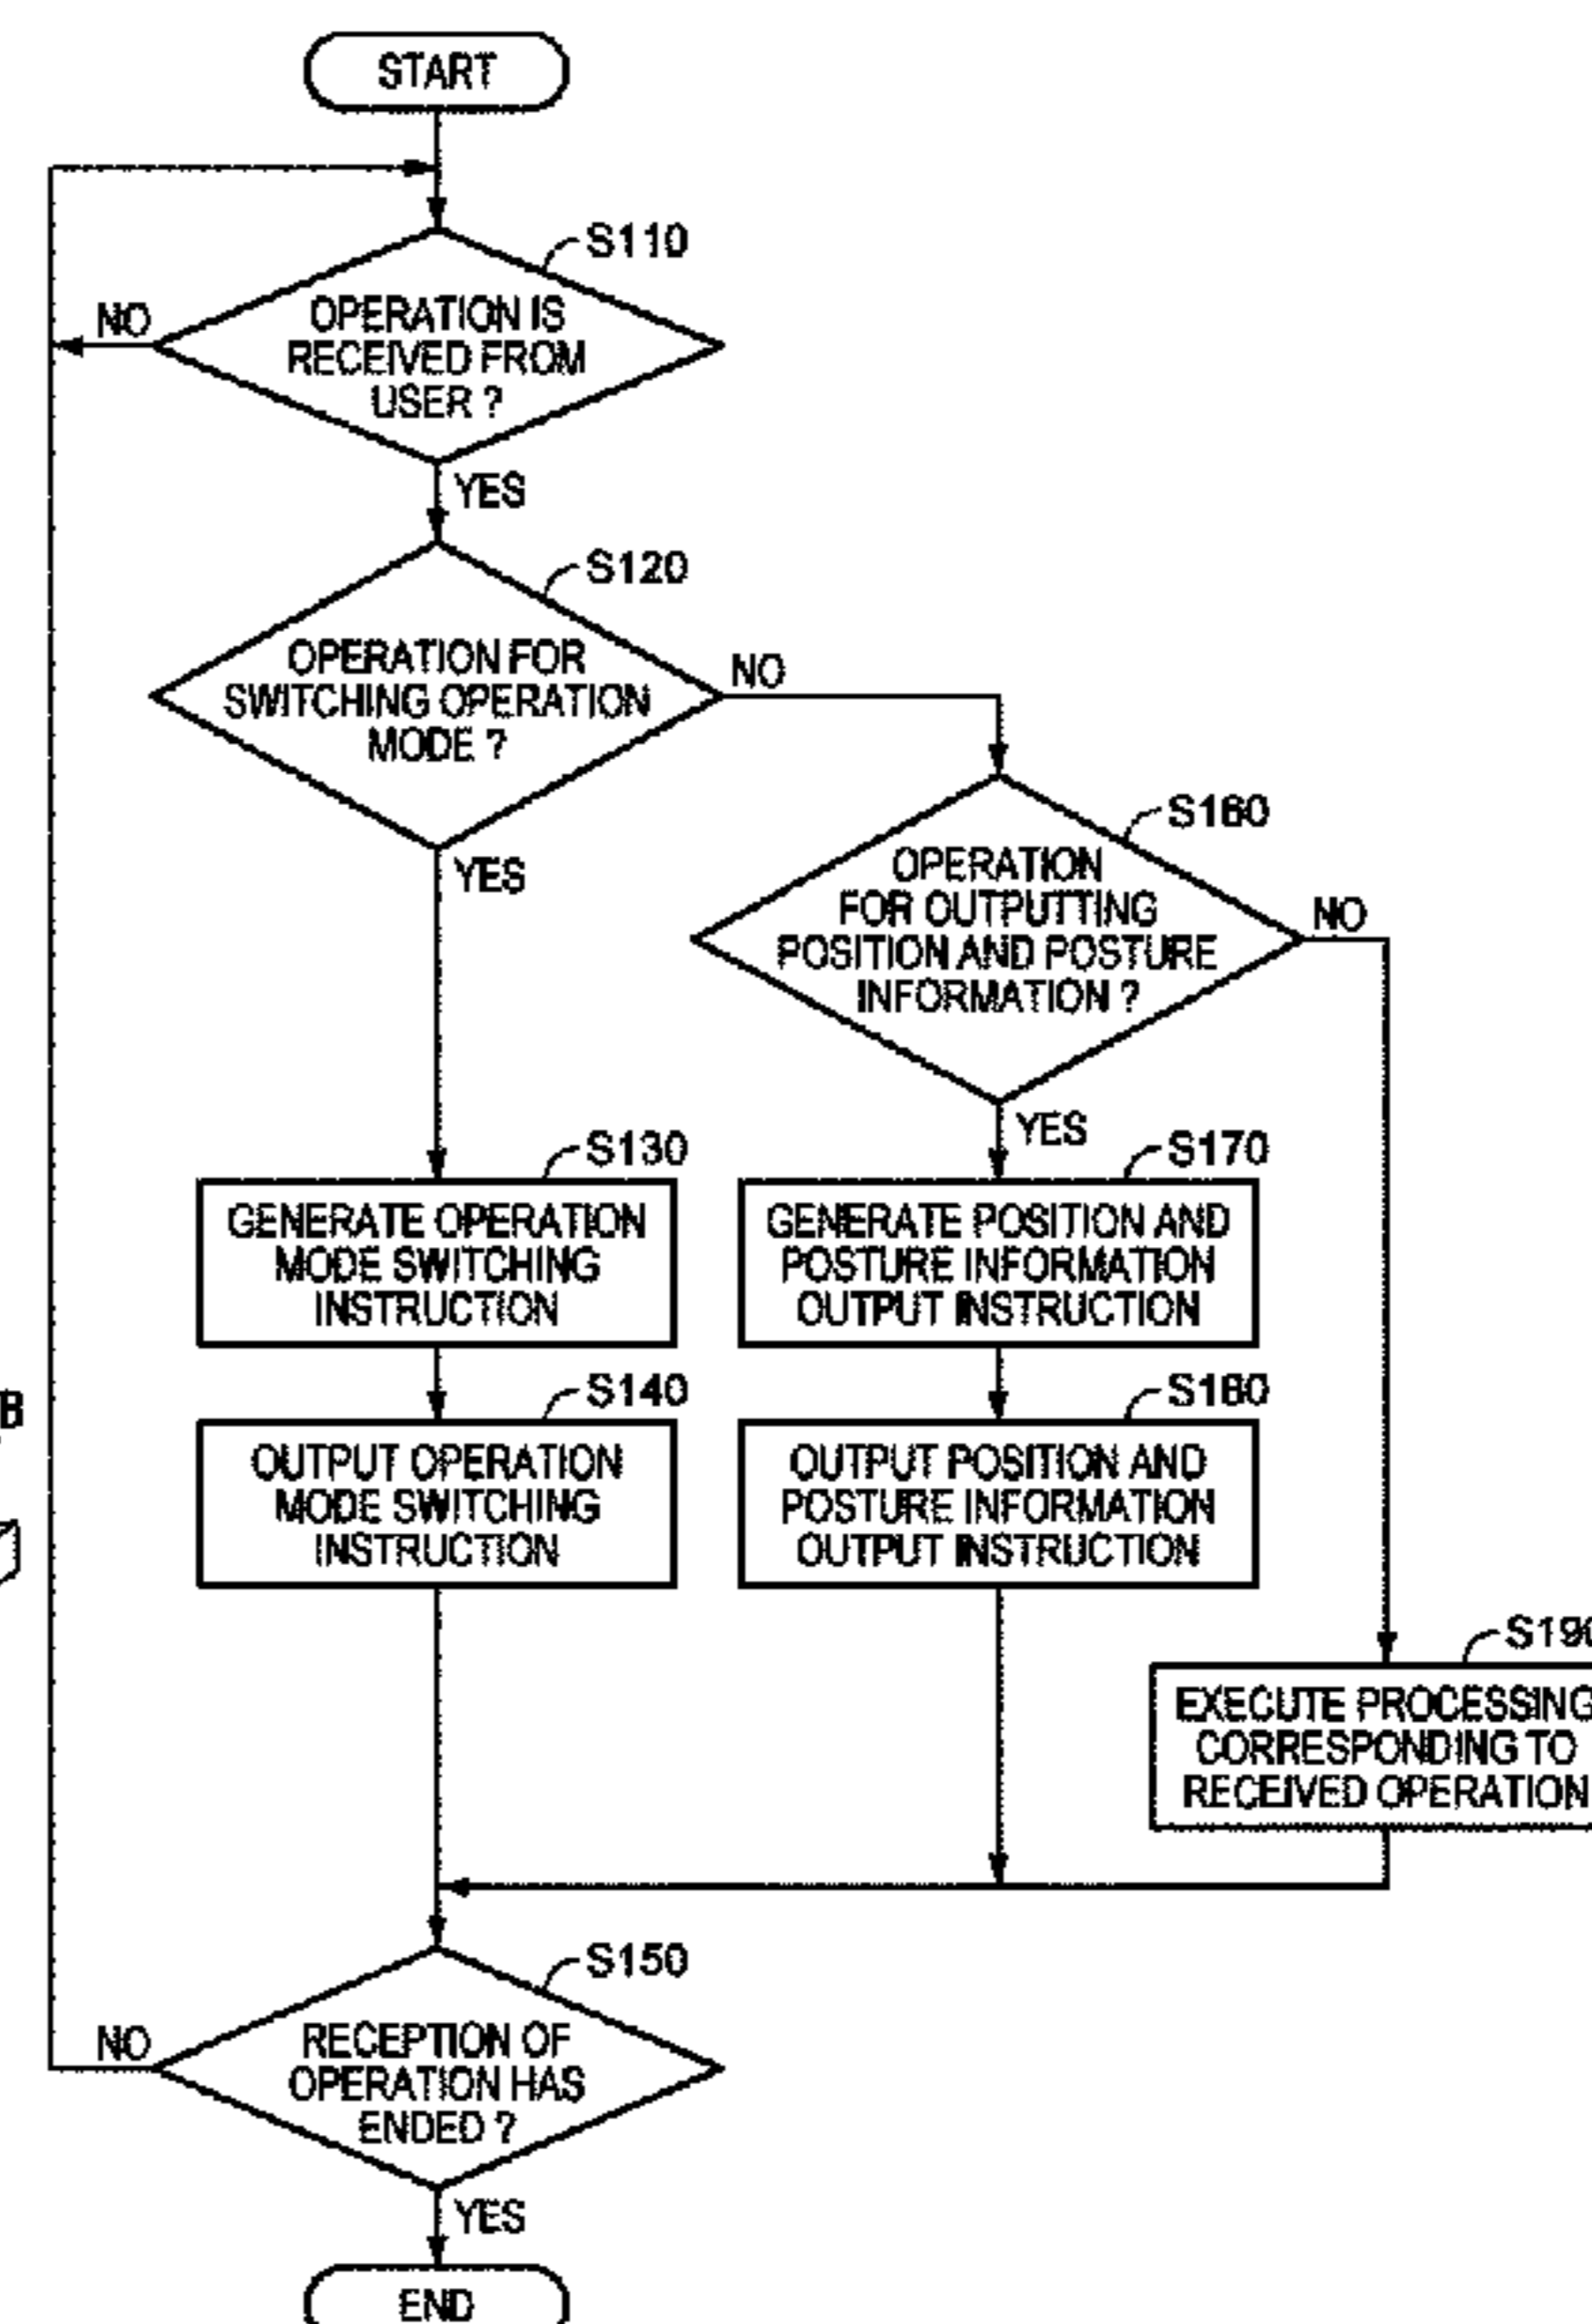 START
S110
NO
OPERATION IS
RECEIVED FROM
USER ?
YES
S120
OPERATION FOR
SWITCHING OPERATION
MODE ?
NO
YES
S160
OPERATION
FOR OUTPUTTING
POSITION AND POSTURE
INFORMATION ?
NO
YES
S130
GENERATE OPERATION
MODE SWITCHING
INSTRUCTION
S170
GENERATE POSITION AND
POSTURE INFORMATION
OUTPUT INSTRUCTION
B
S140
OUTPUT OPERATION
MODE SWITCHING
INSTRUCTION
S180
OUTPUT POSITION AND
POSTURE INFORMATION
OUTPUT INSTRUCTION
S190
EXECUTE PROCESSING
CORRESPONDING TO
RECEIVED OPERATION
S150
NO
RECEPTION OF
OPERATION HAS
ENDED ?
YES
END